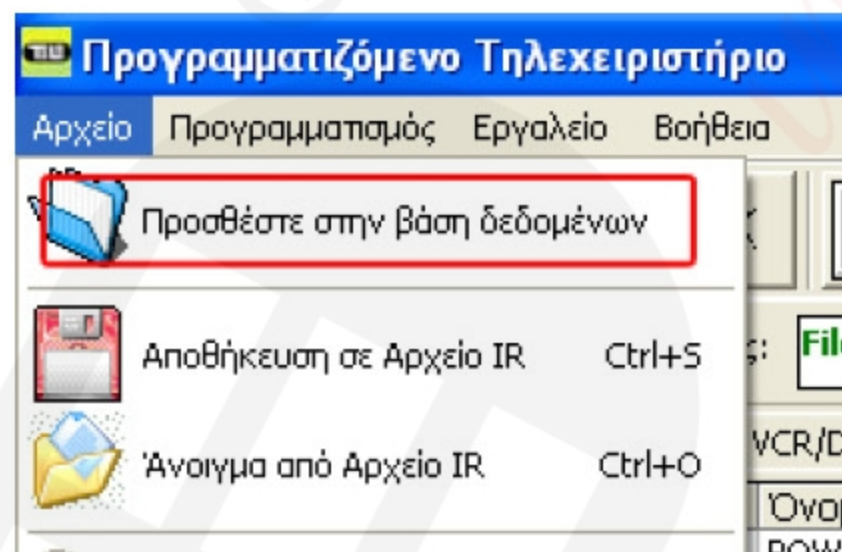 Προγραμματιζόμενο Τηλεχειριστήριο
Αρχείο Προγραμματισμός Εργαλείο Βοήθεια
Προσθέστε στην βάση δεδομένων
Αποθήκευση σε Αρχείο IR Ctrl+S
Άνοιγμα από Αρχείο IR Ctrl+O